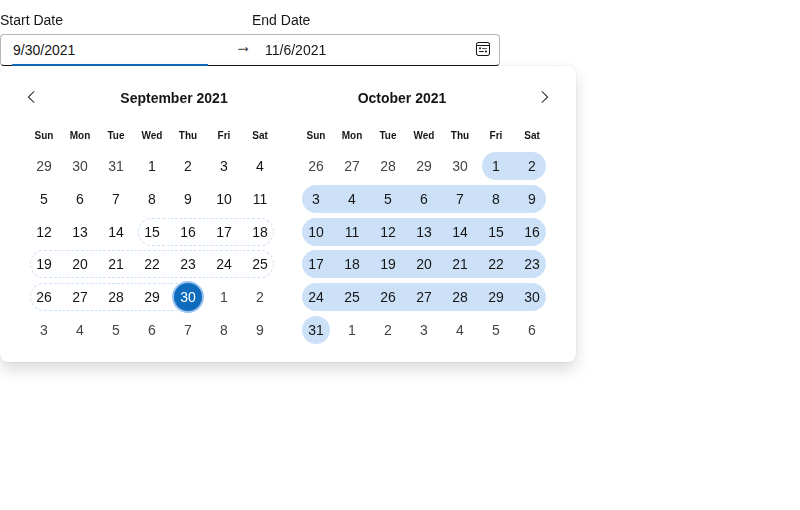 Start Date End Date
9/30/2021 → 11/6/2021
September 2021 October 2021
Sun Mon Tue Wed Thu Fri Sat Sun Mon Tue Wed Thu Fri Sat
29 30 31 1 2 3 4 26 27 28 29 30 1 2
5 6 7 8 9 10 11 3 4 5 6 7 8 9
12 13 14 15 16 17 18 10 11 12 13 14 15 16
19 20 21 22 23 24 25 17 18 19 20 21 22 23
26 27 28 29 30 1 2 24 25 26 27 28 29 30
3 4 5 6 7 8 9 31 1 2 3 4 5 6